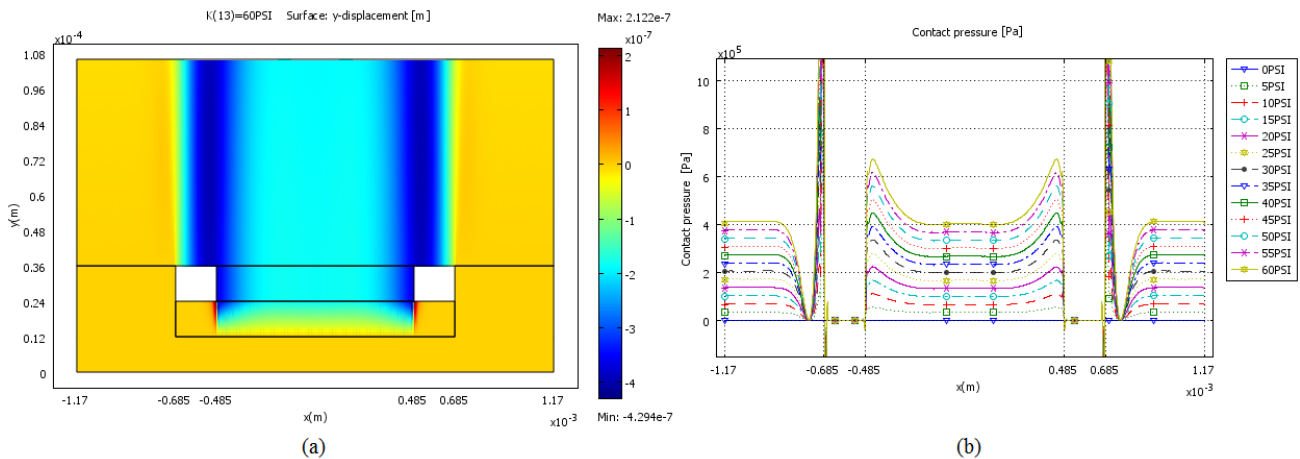 K(13)=60PSI Surface: y-displacement [m]
Max: 2.122e-7
x10^-4
x10^-7
1.08
0.96
0.84
0.72
0.6
0.48
0.36
0.24
0.12
0
y(m)
2
1
0
-1
-2
-3
-4
-1.17 -0.685 -0.485 0.485 0.685 1.17
x(m)
x10^-3
Min: -4.294e-7
(a)
Contact pressure [Pa]
x10^5
10
8
6
4
2
0
Contact pressure [Pa]
-1.17 -0.685 -0.485 0.485 0.685 1.17
x(m)
x10^-3
0PSI
5PSI
10PSI
15PSI
20PSI
25PSI
30PSI
35PSI
40PSI
45PSI
50PSI
55PSI
60PSI
(b)